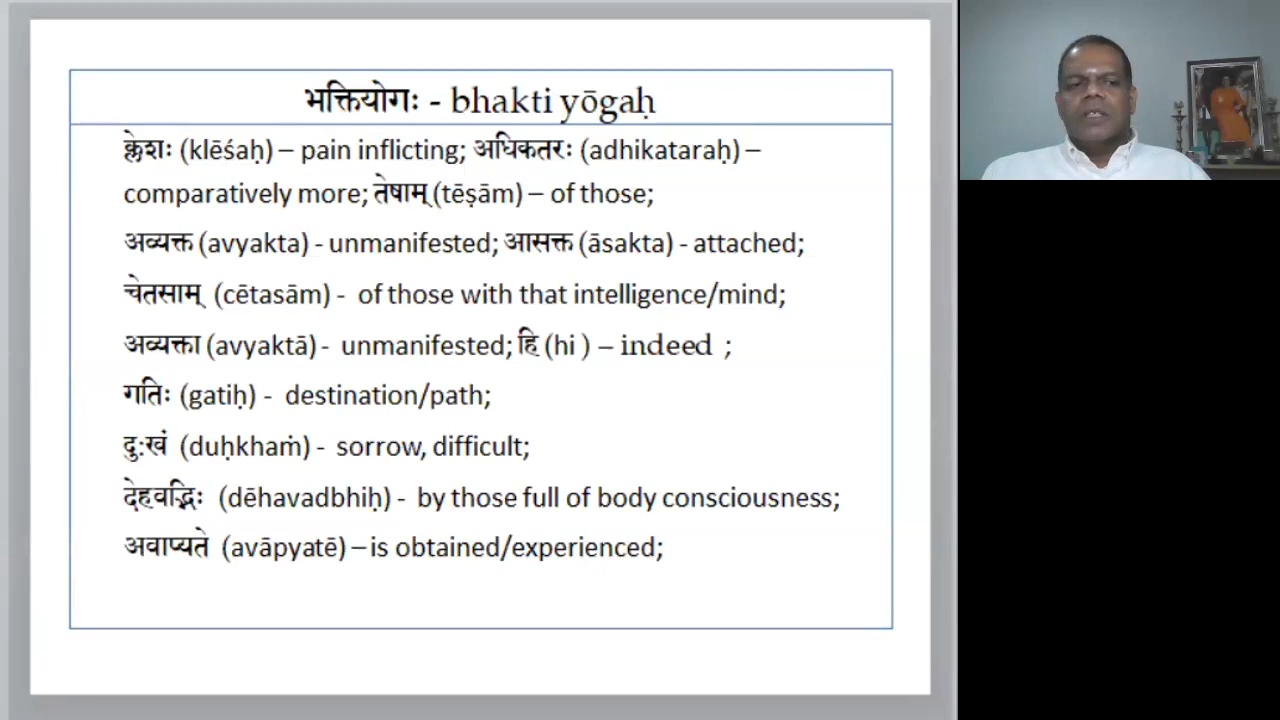 भक्तियोगः - bhakti yōgaḥ
क्लेशः (klēśaḥ) – pain inflicting; अधिकतरः (adhikataraḥ) –
comparatively more; तेषाम् (tēṣām) – of those;
अव्यक्त (avyakta) - unmanifested; आसक्त (āsakta) - attached;
चेतसाम् (cētasām) - of those with that intelligence/mind;
अव्यक्ता (avyaktā) - unmanifested; हि (hi ) – indeed ;
गतिः (gatiḥ) - destination/path;
दुःखं (duḥkhaṁ) - sorrow, difficult;
देहवद्भिः (dēhavadbhiḥ) - by those full of body consciousness;
अवाप्यते (avāpyatē) – is obtained/experienced;